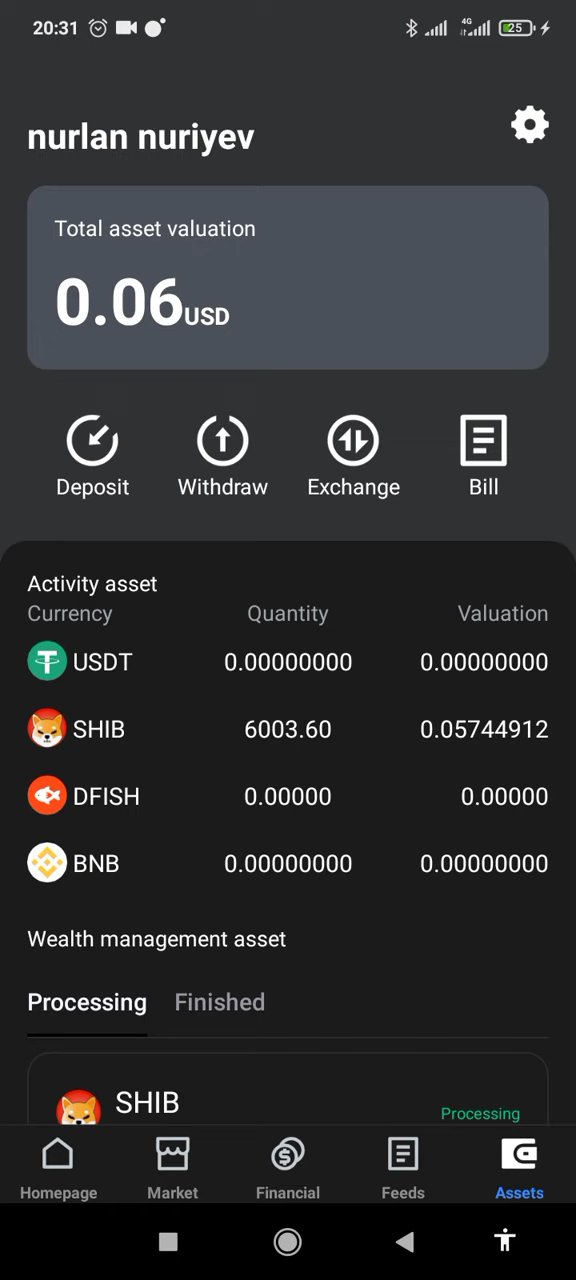 20:31 4G 25
nurlan nuriyev
Total asset valuation
0.06USD
Deposit Withdraw Exchange Bill
Activity asset
Currency Quantity Valuation
USDT 0.00000000 0.00000000
SHIB 6003.60 0.05744912
DFISH 0.00000 0.00000
BNB 0.00000000 0.00000000
Wealth management asset
Processing Finished
SHIB
Processing
Homepage Market Financial Feeds Assets